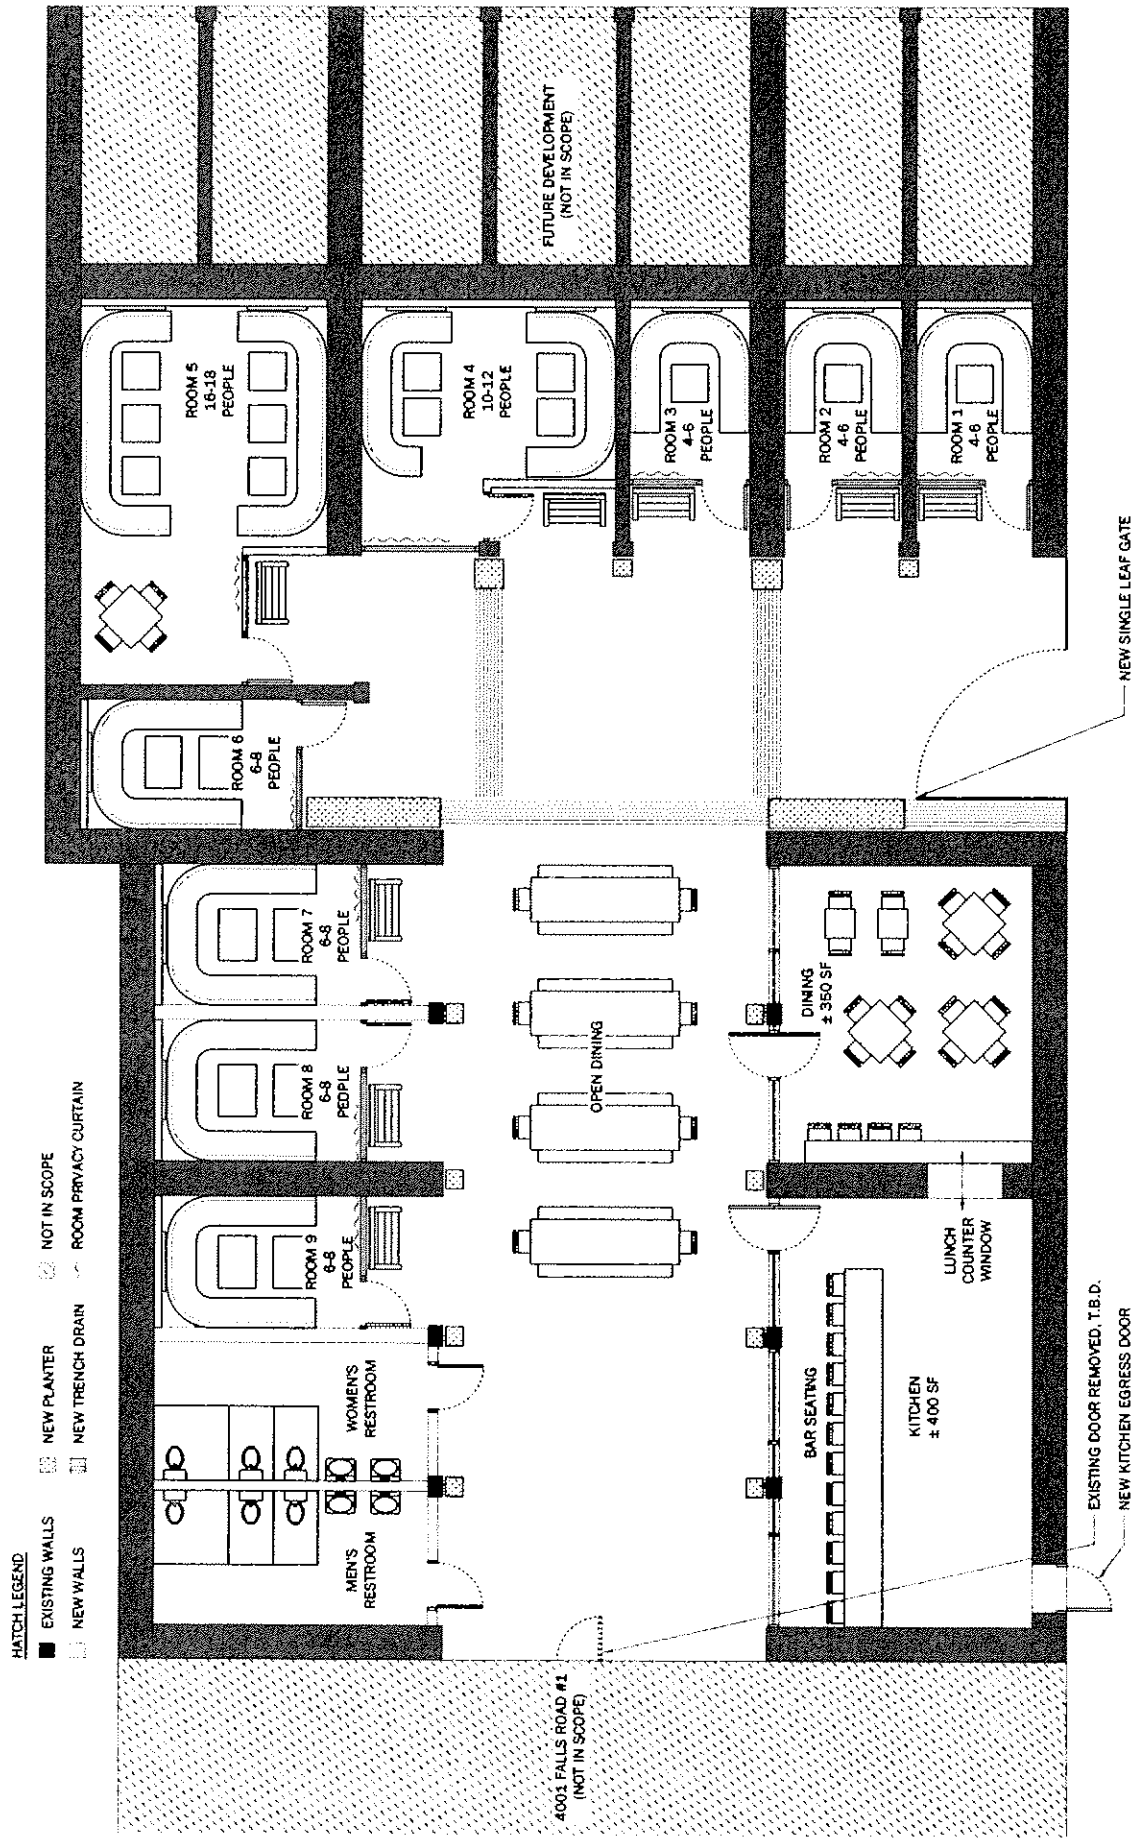 HATCH LEGEND
EXISTING WALLS
NEW PLANTER
NOT IN SCOPE
NEW WALLS
NEW TRENCH DRAIN
ROOM PRIVACY CURTAIN
MEN'S
RESTROOM
WOMEN'S
RESTROOM
ROOM 9
6-8
PEOPLE
ROOM 8
6-8
PEOPLE
ROOM 7
6-8
PEOPLE
ROOM 6
6-8
PEOPLE
ROOM 5
16-18
PEOPLE
ROOM 4
10-12
PEOPLE
ROOM 3
4-6
PEOPLE
ROOM 2
4-6
PEOPLE
ROOM 1
4-6
PEOPLE
FUTURE DEVELOPMENT
(NOT IN SCOPE)
4001 FALLS ROAD #1
(NOT IN SCOPE)
OPEN DINING
DINING
± 350 SF
BAR SEATING
KITCHEN
± 400 SF
LUNCH
COUNTER
WINDOW
EXISTING DOOR REMOVED, T.B.D.
NEW KITCHEN EGRESS DOOR
NEW SINGLE LEAF GATE